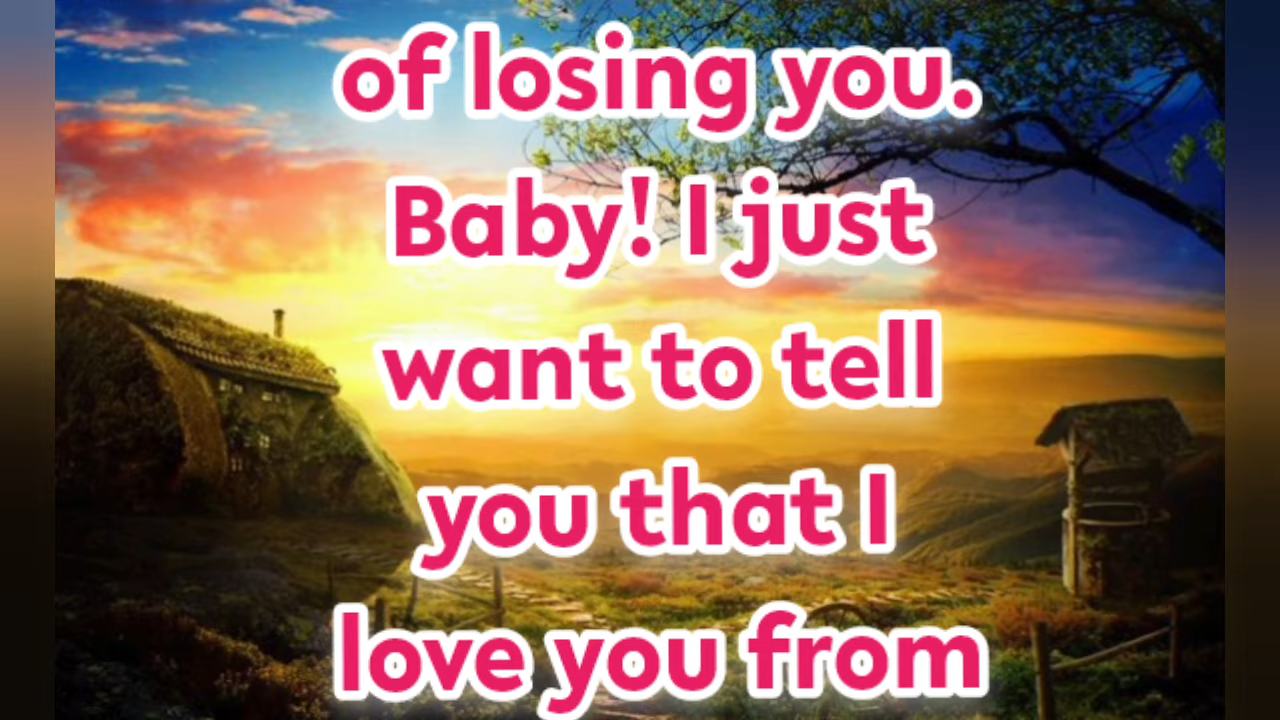 of losing you.
Baby! I just
want to tell
you that I
love you from